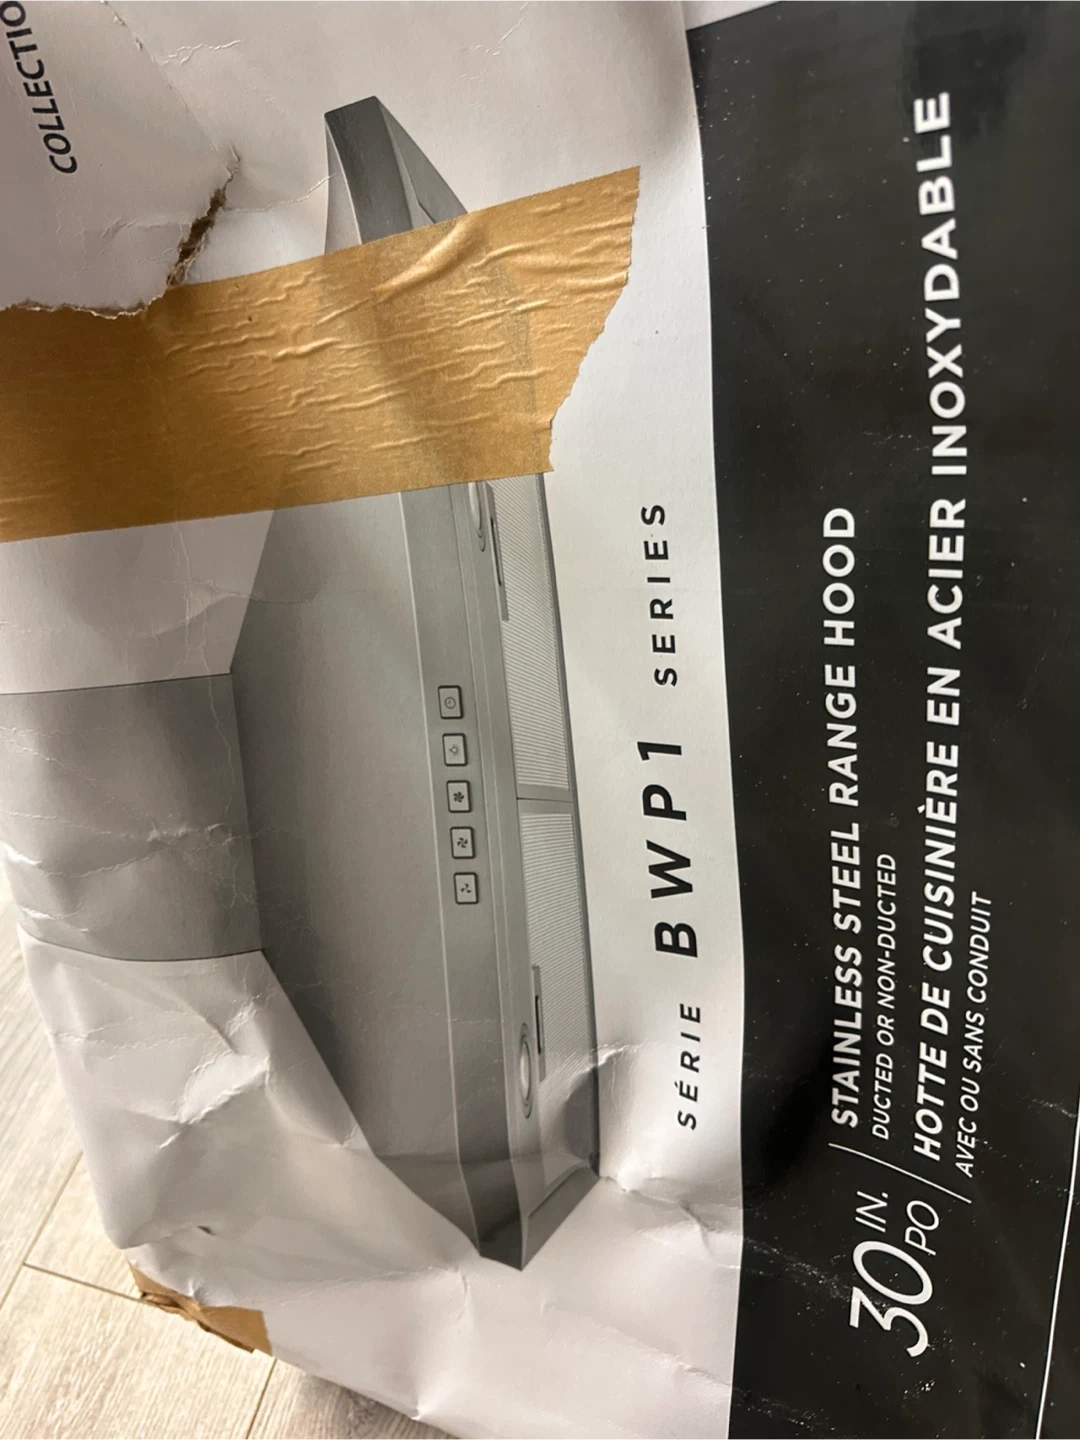 SÉRIE BWP1 SERIES
30 IN.
PO
STAINLESS STEEL RANGE HOOD
DUCTED OR NON-DUCTED
HOTTE DE CUISINIÈRE EN ACIER INOXYDABLE
AVEC OU SANS CONDUIT